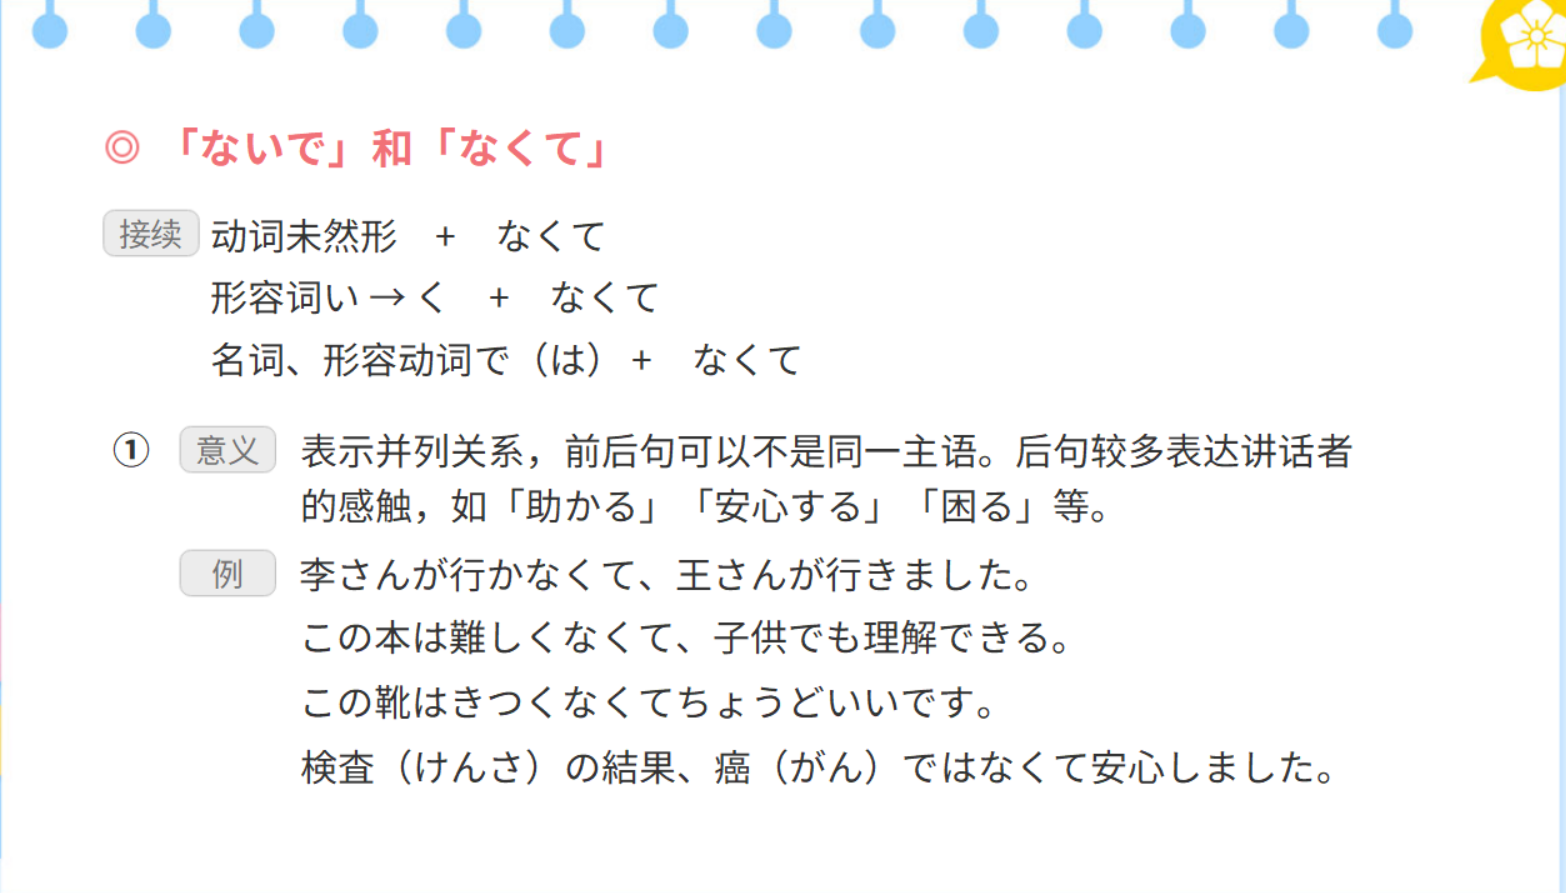 ◎ 「ないで」和「なくて」
接续 动词未然形　+　なくて
形容词い → く　+　なくて
名词、形容动词で（は） +　なくて
① 意义 表示并列关系，前后句可以不是同一主语。后句较多表达讲话者
的感触，如「助かる」「安心する」「困る」等。
例 李さんが行かなくて、王さんが行きました。
この本は難しくなくて、子供でも理解できる。
この靴はきつくなくてちょうどいいです。
検査（けんさ）の結果、癌（がん）ではなくて安心しました。